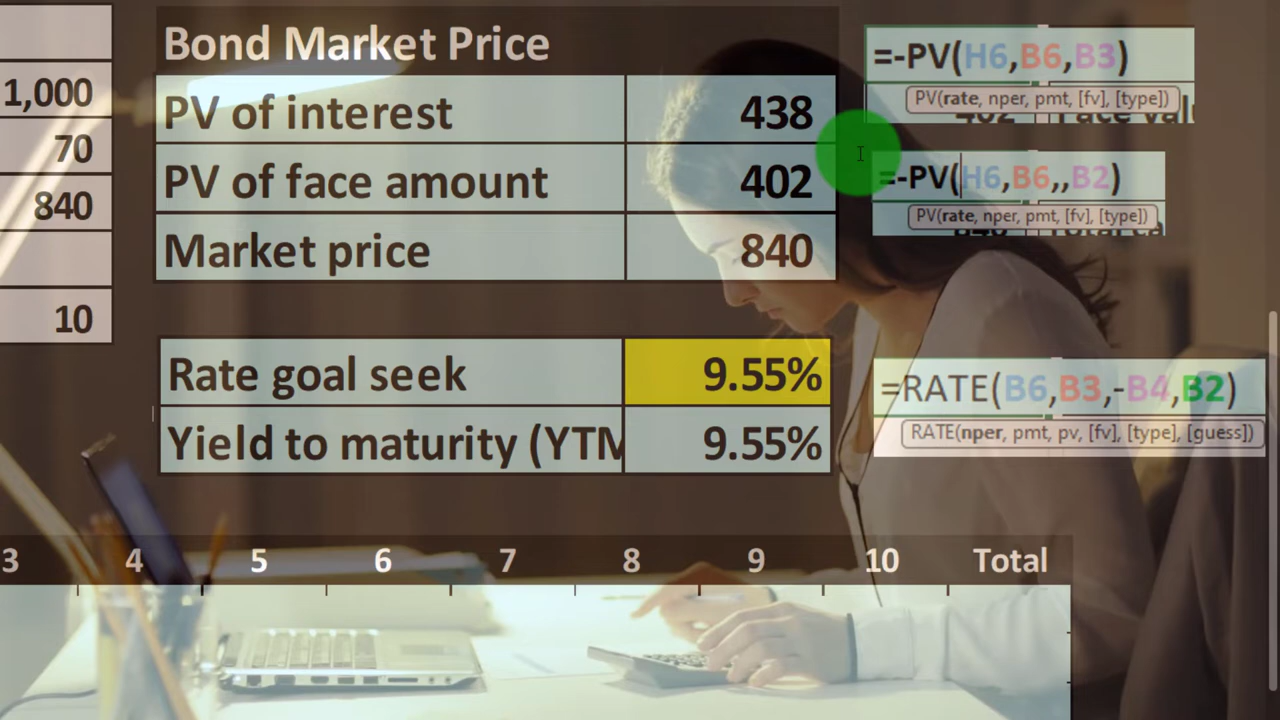 1,000
70
840
10
Bond Market Price
PV of interest 438
PV of face amount 402
Market price 840
Rate goal seek 9.55%
Yield to maturity (YTM 9.55%
=-PV(H6,B6,B3)
PV(rate, nper, pmt, [fv], [type])
=-PV(H6,B6,,B2)
PV(rate, nper, pmt, [fv], [type])
=RATE(B6,B3,-B4,B2)
RATE(nper, pmt, pv, [fv], [type], [guess])
3 4 5 6 7 8 9 10 Total